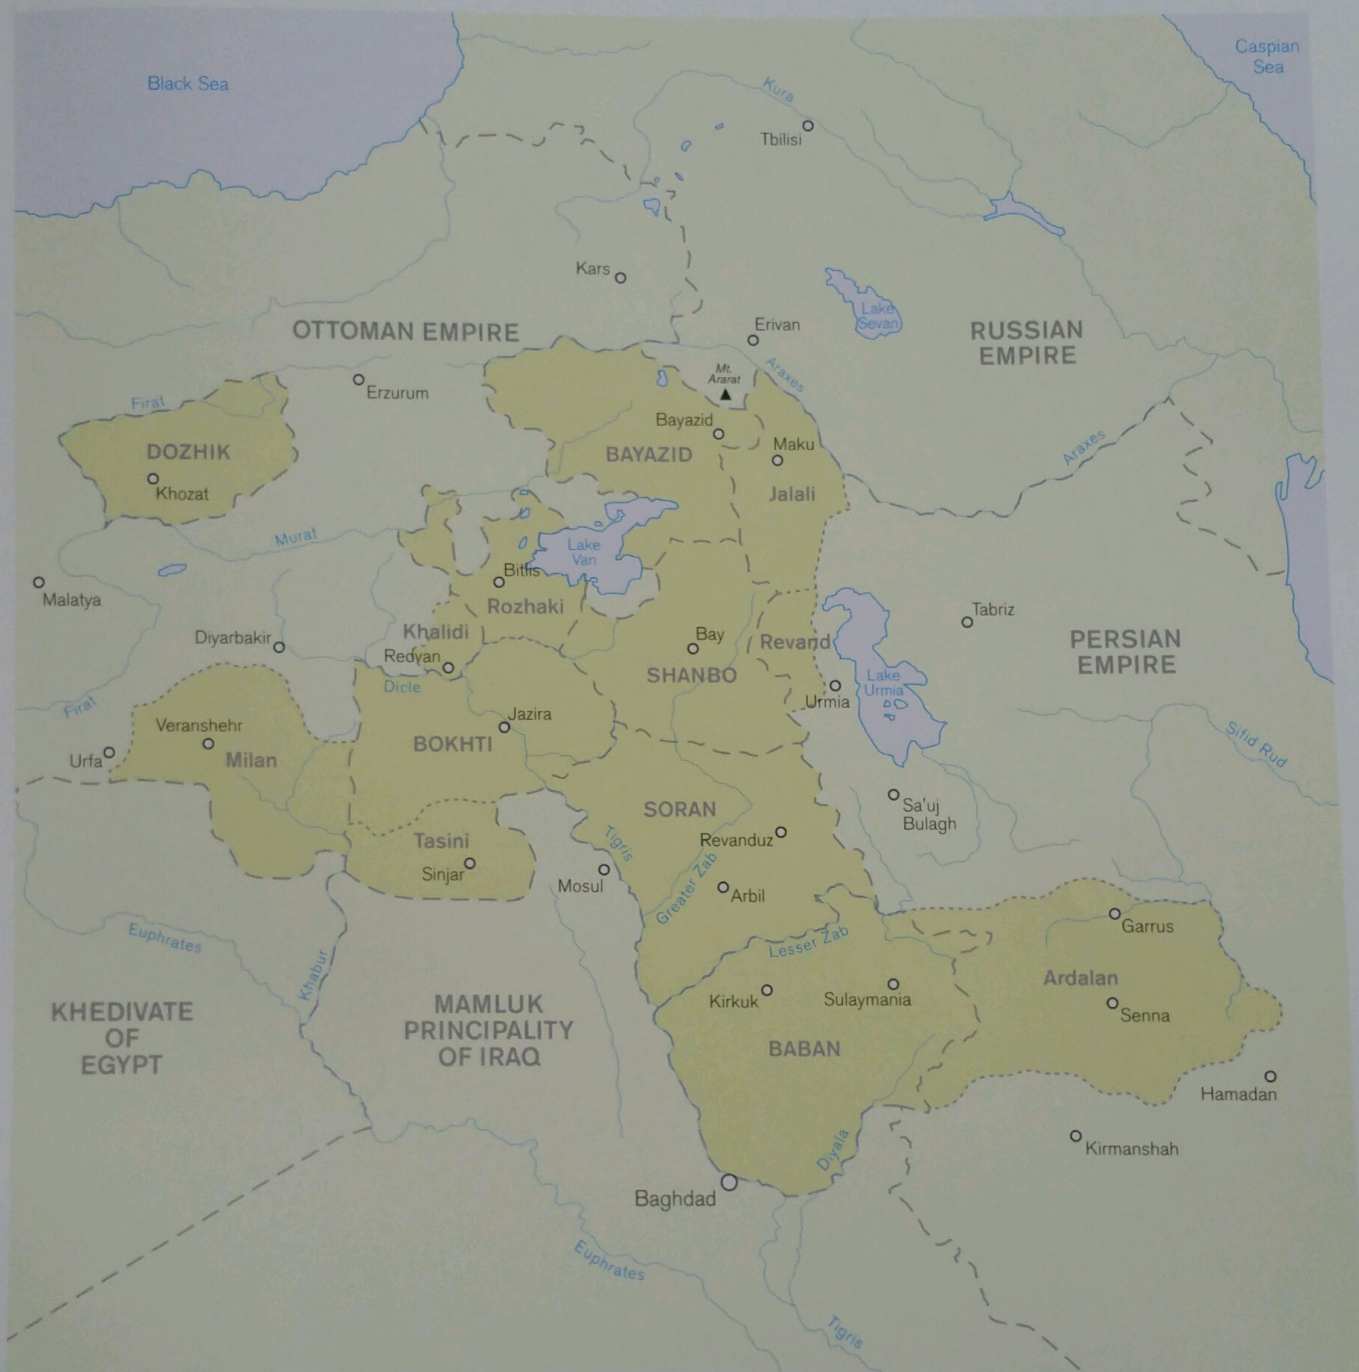 Black Sea
Caspian
Sea
Kura
Tbilisi
Kars
OTTOMAN EMPIRE
Lake
Sevan
Erivan
RUSSIAN
EMPIRE
Mt.
Ararat
Araxes
Erzurum
Firat
Bayazid
DOZHIK
BAYAZID
Maku
Araxes
Khozat
Jalali
Murat
Lake
Van
Bitlis
Malatya
Rozhaki
Tabriz
Diyarbakir
Khalidi
Bay
Revand
PERSIAN
EMPIRE
Redvan
SHANBO
Dicle
Lake
Urmia
Urmia
Firat
Veranshehr
Jazira
Sifid Rud
Urfa
Milan
BOKHTI
SORAN
Sa'uj
Bulagh
Tasini
Revanduz
Tigris
Sinjar
Mosul
Greater Zab
Arbil
Garrus
Euphrates
Lesser Zab
Khabur
Ardalan
Kirkuk
Sulaymania
Senna
KHEDIVATE
OF
EGYPT
MAMLUK
PRINCIPALITY
OF IRAQ
BABAN
Hamadan
Diyala
Kirmanshah
Baghdad
Euphrates
Tigris